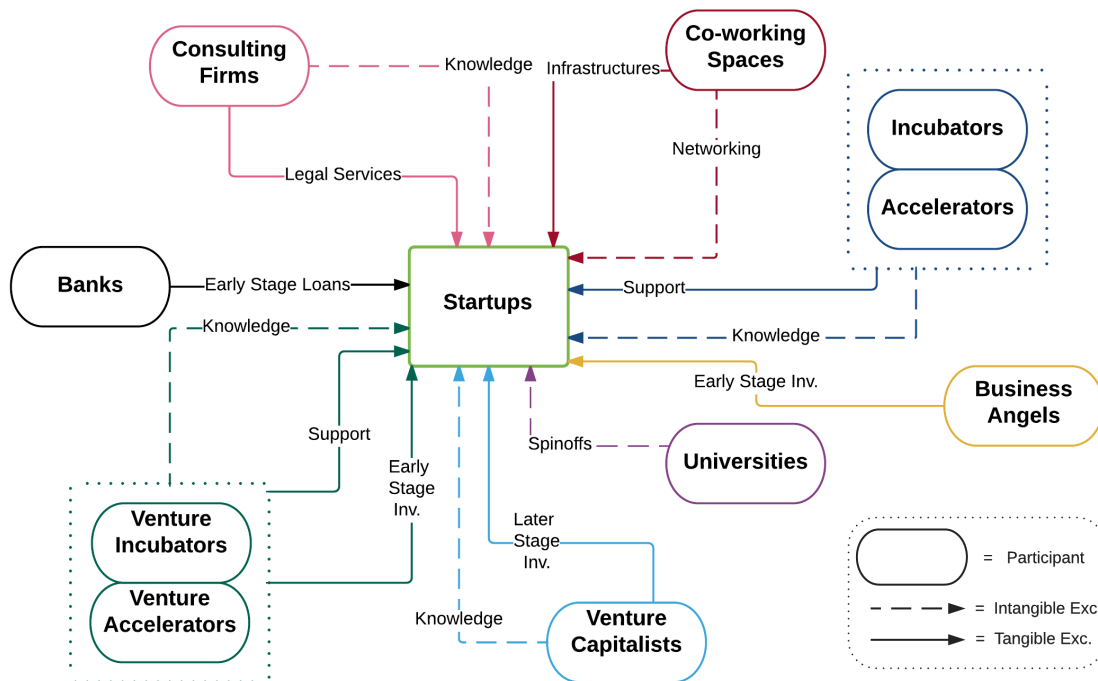 Consulting
Firms
Knowledge
Infrastructures
Co-working
Spaces
Networking
Incubators
Accelerators
Legal Services
Banks
Early Stage Loans
Startups
Support
Knowledge
Knowledge
Early Stage Inv.
Business
Angels
Support
Spinoffs
Universities
Early
Stage
Inv.
Venture
Incubators
Venture
Accelerators
Later
Stage
Inv.
Knowledge
Venture
Capitalists
= Participant
= Intangible Exc
= Tangible Exc.